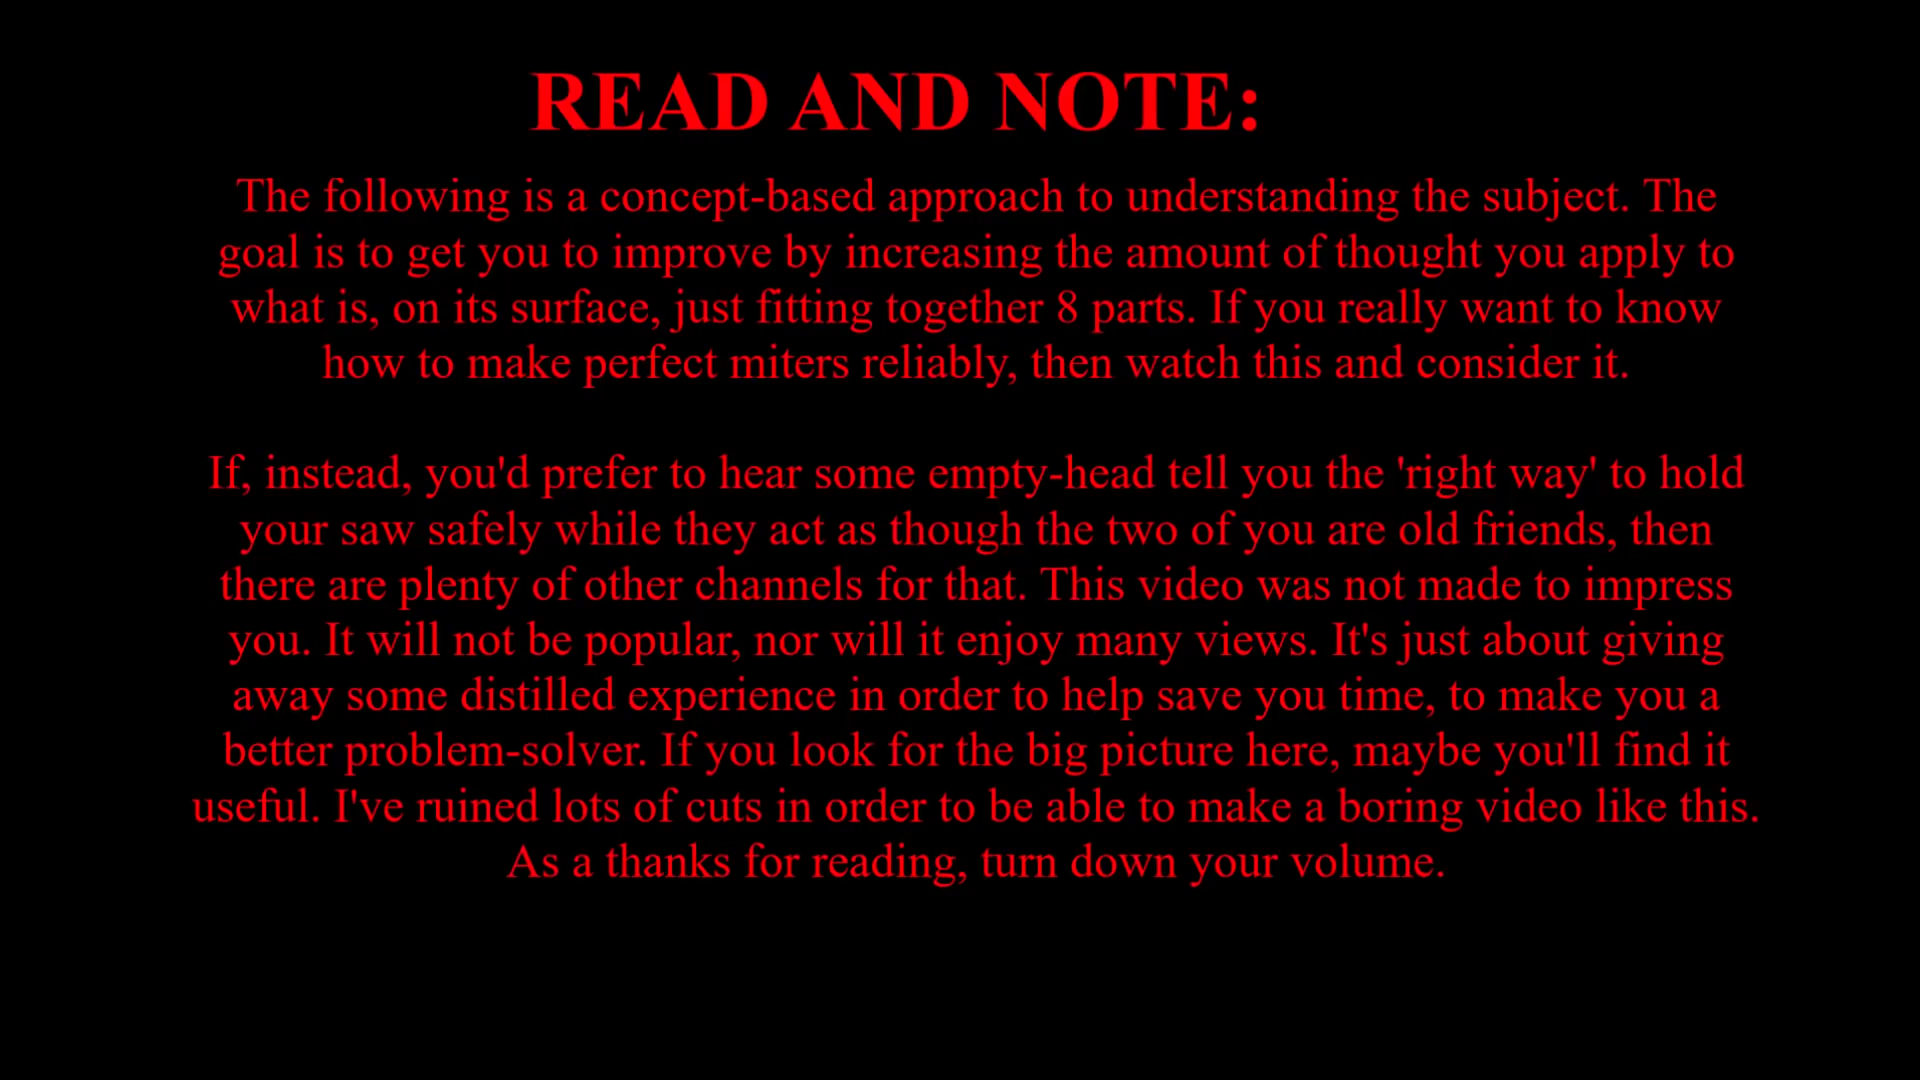 READ AND NOTE:
The following is a concept-based approach to understanding the subject. The
goal is to get you to improve by increasing the amount of thought you apply to
what is, on its surface, just fitting together 8 parts. If you really want to know
how to make perfect miters reliably, then watch this and consider it.
If, instead, you'd prefer to hear some empty-head tell you the 'right way' to hold
your saw safely while they act as though the two of you are old friends, then
there are plenty of other channels for that. This video was not made to impress
you. It will not be popular, nor will it enjoy many views. It's just about giving
away some distilled experience in order to help save you time, to make you a
better problem-solver. If you look for the big picture here, maybe you'll find it
useful. I've ruined lots of cuts in order to be able to make a boring video like this.
As a thanks for reading, turn down your volume.